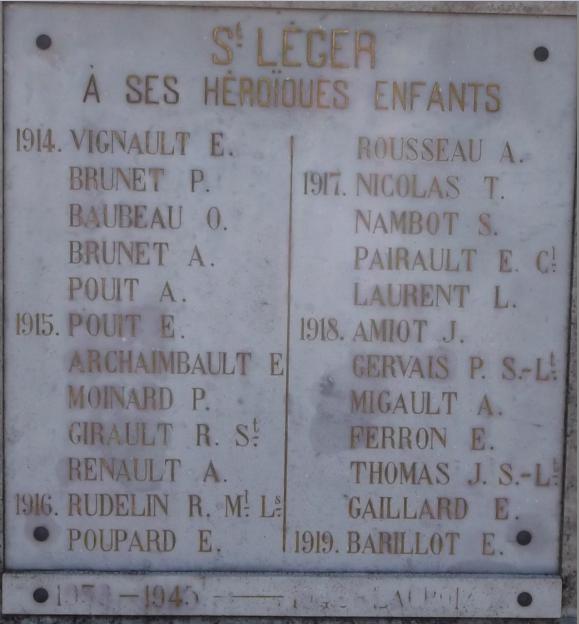 St LÉGER
À SES HÉROÏQUES ENFANTS
1914. VIGNAULT E.
BRUNET P.
BAUBEAU O.
BRUNET A.
POUIT A.
1915. POUIT E.
ARCHAIMBAULT E
MOINARD P.
GIRAULT R. St.
RENAULT A.
1916. RUDELIN R. Ml. Ls.
POUPARD E.
ROUSSEAU A.
1917. NICOLAS T.
NAMBOT S.
PAIRAULT E. Cl.
LAURENT L.
1918. AMIOT J.
GERVAIS P. S.-Lt.
MIGAULT A.
FERRON E.
THOMAS J. S.-Lt.
GAILLARD E.
1919. BARILLOT E.